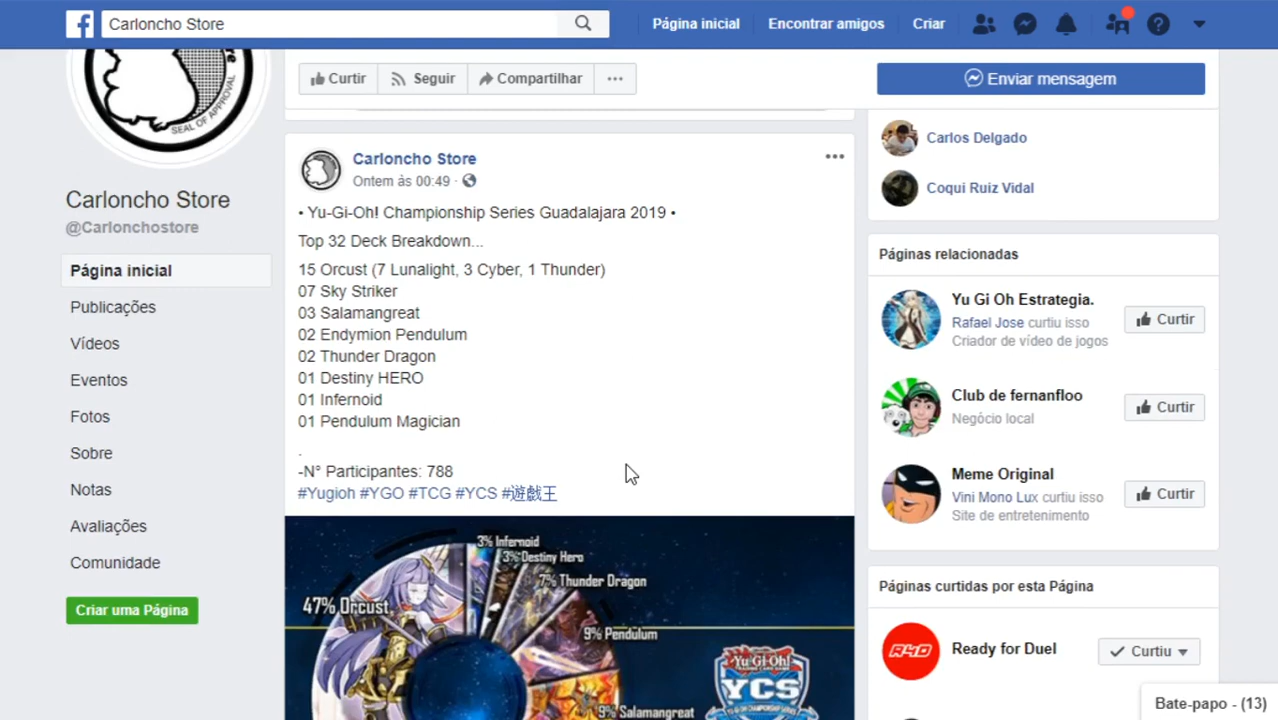 Carloncho Store
Página inicial
Encontrar amigos
Criar
SEAL OF APPROVAL
Curtir
Seguir
Compartilhar
Enviar mensagem
Carloncho Store
@Carlonchostore
Página inicial
Publicações
Vídeos
Eventos
Fotos
Sobre
Notas
Avaliações
Comunidade
Criar uma Página
Carloncho Store
Ontem às 00:49 ·
• Yu-Gi-Oh! Championship Series Guadalajara 2019 •
Top 32 Deck Breakdown...
15 Orcust (7 Lunalight, 3 Cyber, 1 Thunder)
07 Sky Striker
03 Salamangreat
02 Endymion Pendulum
02 Thunder Dragon
01 Destiny HERO
01 Infernoid
01 Pendulum Magician
.
-N° Participantes: 788
#Yugioh #YGO #TCG #YCS #遊戯王
3% Infernoid
3% Destiny Hero
7% Thunder Dragon
47% Orcust
9% Pendulum
9% Salamangreat
Yu-Gi-Oh!
YCS
YU-GI-OH! CHAMPIONSHIP SERIES
Carlos Delgado
Coqui Ruiz Vidal
Páginas relacionadas
Yu Gi Oh Estrategia.
Rafael Jose curtiu isso
Criador de vídeo de jogos
Curtir
Club de fernanfloo
Negócio local
Curtir
Meme Original
Vini Mono Lux curtiu isso
Site de entretenimento
Curtir
Páginas curtidas por esta Página
R4D
Ready for Duel
Curtiu
Bate-papo - (13)